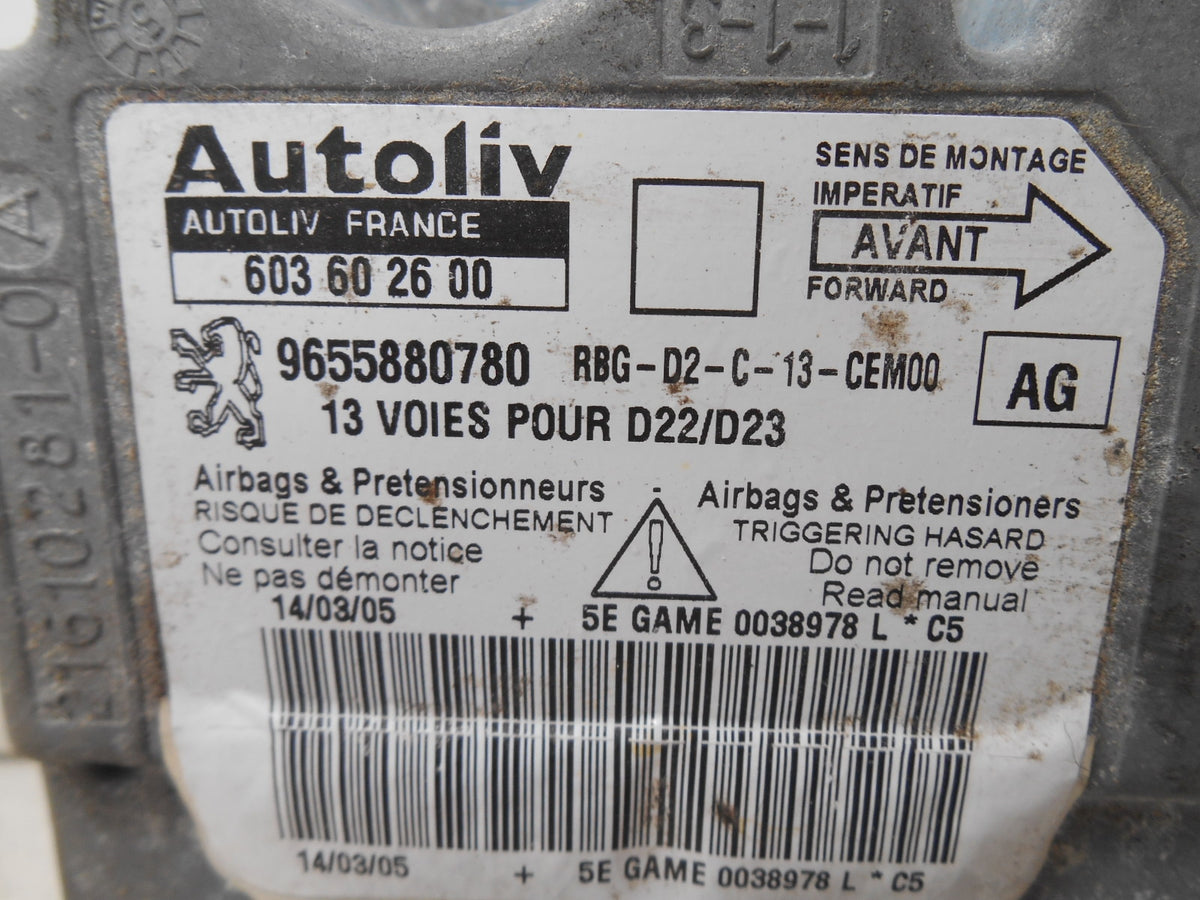 1-1-3
Autoliv
AUTOLIV FRANCE
603 60 26 00
SENS DE MONTAGE
IMPERATIF
AVANT
FORWARD
9655880780 RBG-D2-C-13-CEM00
AG
13 VOIES POUR D22/D23
Airbags & Pretensionneurs
RISQUE DE DECLENCHEMENT
Consulter la notice
Ne pas démonter
Airbags & Pretensioners
TRIGGERING HASARD
Do not remove
Read manual
14/03/05 + 5E GAME 0038978 L * C5
14/03/05 + 5E GAME 0038978 L * C5
E1610281-0 A